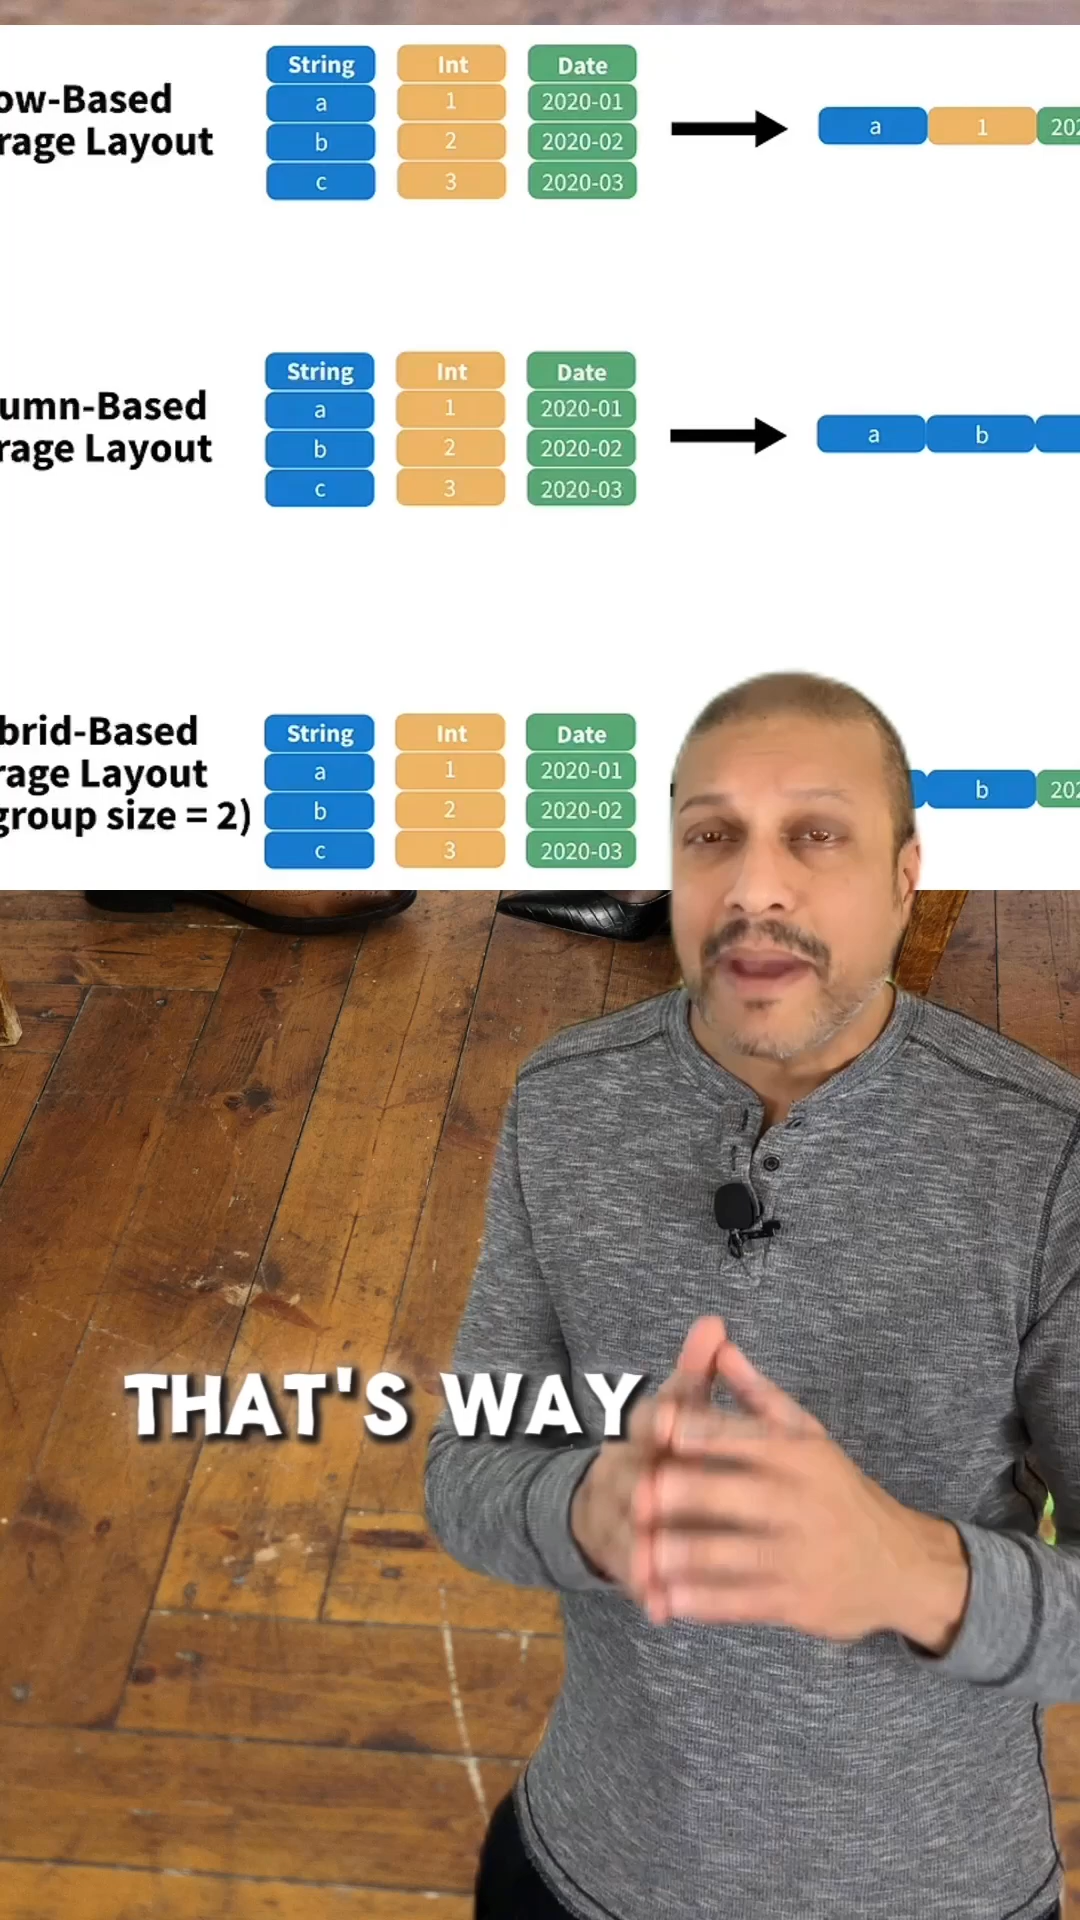 ow-Based
rage Layout
String Int Date
a 1 2020-01
b 2 2020-02
c 3 2020-03
a 1 202
umn-Based
rage Layout
String Int Date
a 1 2020-01
b 2 2020-02
c 3 2020-03
a b
brid-Based
rage Layout
group size = 2)
String Int Date
a 1 2020-01
b 2 2020-02
c 3 2020-03
b 202
THAT'S WAY